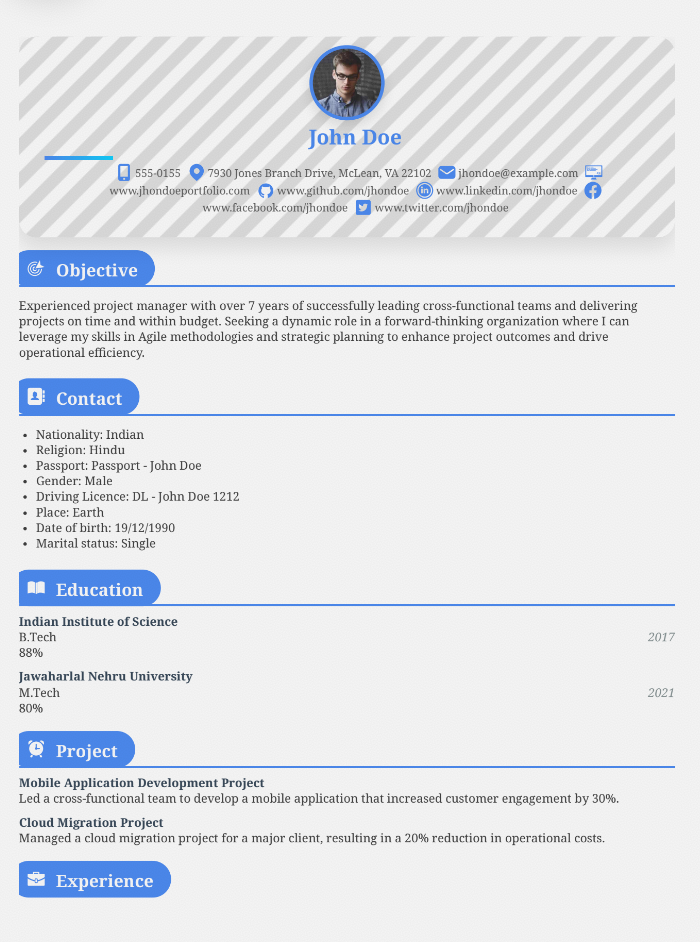 John Doe
555-0155 7930 Jones Branch Drive, McLean, VA 22102 jhondoe@example.com
www.jhondoeportfolio.com www.github.com/jhondoe www.linkedin.com/jhondoe
www.facebook.com/jhondoe www.twitter.com/jhondoe
Objective
Experienced project manager with over 7 years of successfully leading cross-functional teams and delivering
projects on time and within budget. Seeking a dynamic role in a forward-thinking organization where I can
leverage my skills in Agile methodologies and strategic planning to enhance project outcomes and drive
operational efficiency.
Contact
• Nationality: Indian
• Religion: Hindu
• Passport: Passport - John Doe
• Gender: Male
• Driving Licence: DL - John Doe 1212
• Place: Earth
• Date of birth: 19/12/1990
• Marital status: Single
Education
Indian Institute of Science
B.Tech 2017
88%
Jawaharlal Nehru University
M.Tech 2021
80%
Project
Mobile Application Development Project
Led a cross-functional team to develop a mobile application that increased customer engagement by 30%.
Cloud Migration Project
Managed a cloud migration project for a major client, resulting in a 20% reduction in operational costs.
Experience